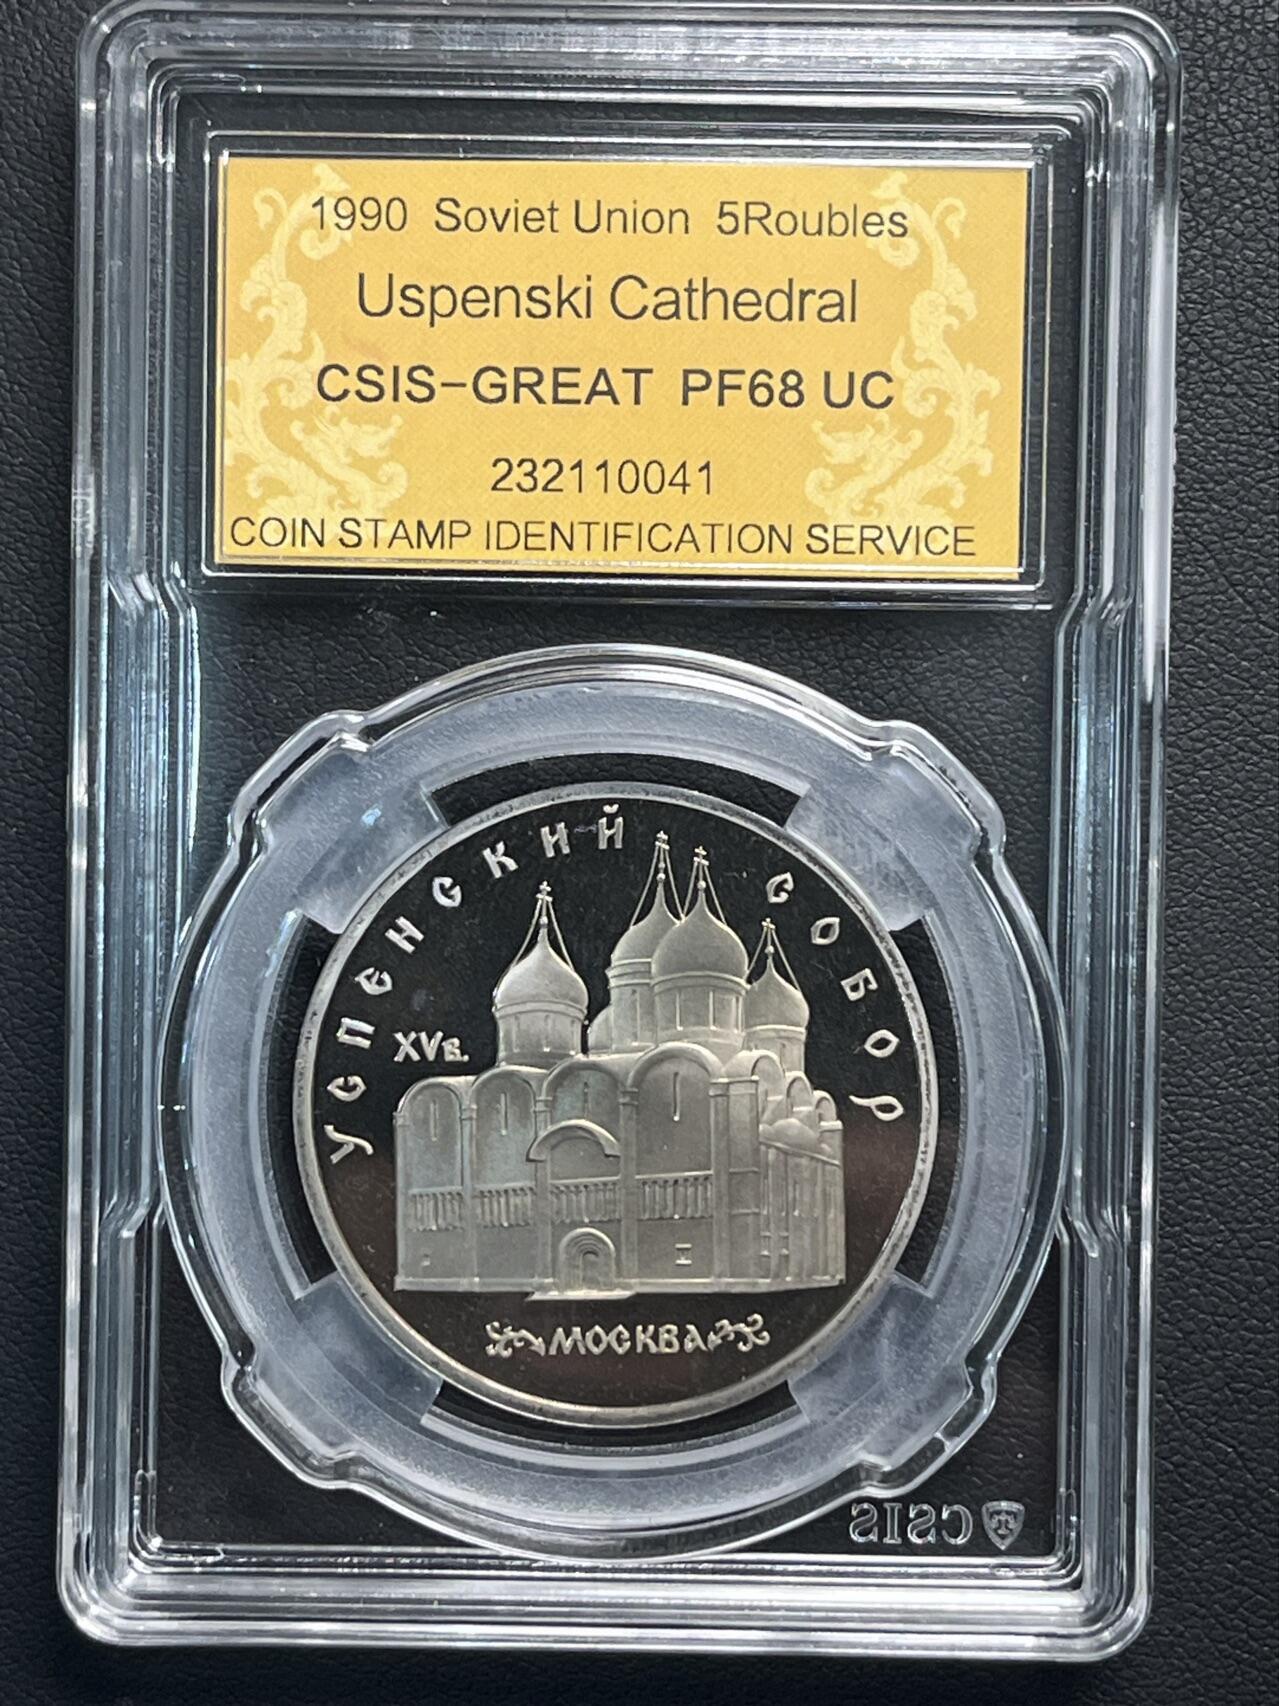 1990 Soviet Union 5Roubles
Uspenski Cathedral
CSIS-GREAT PF68 UC
232110041
COIN STAMP IDENTIFICATION SERVICE
УСПЕНСКИЙ СОБОР
XVв.
МОСКВА
CSIS